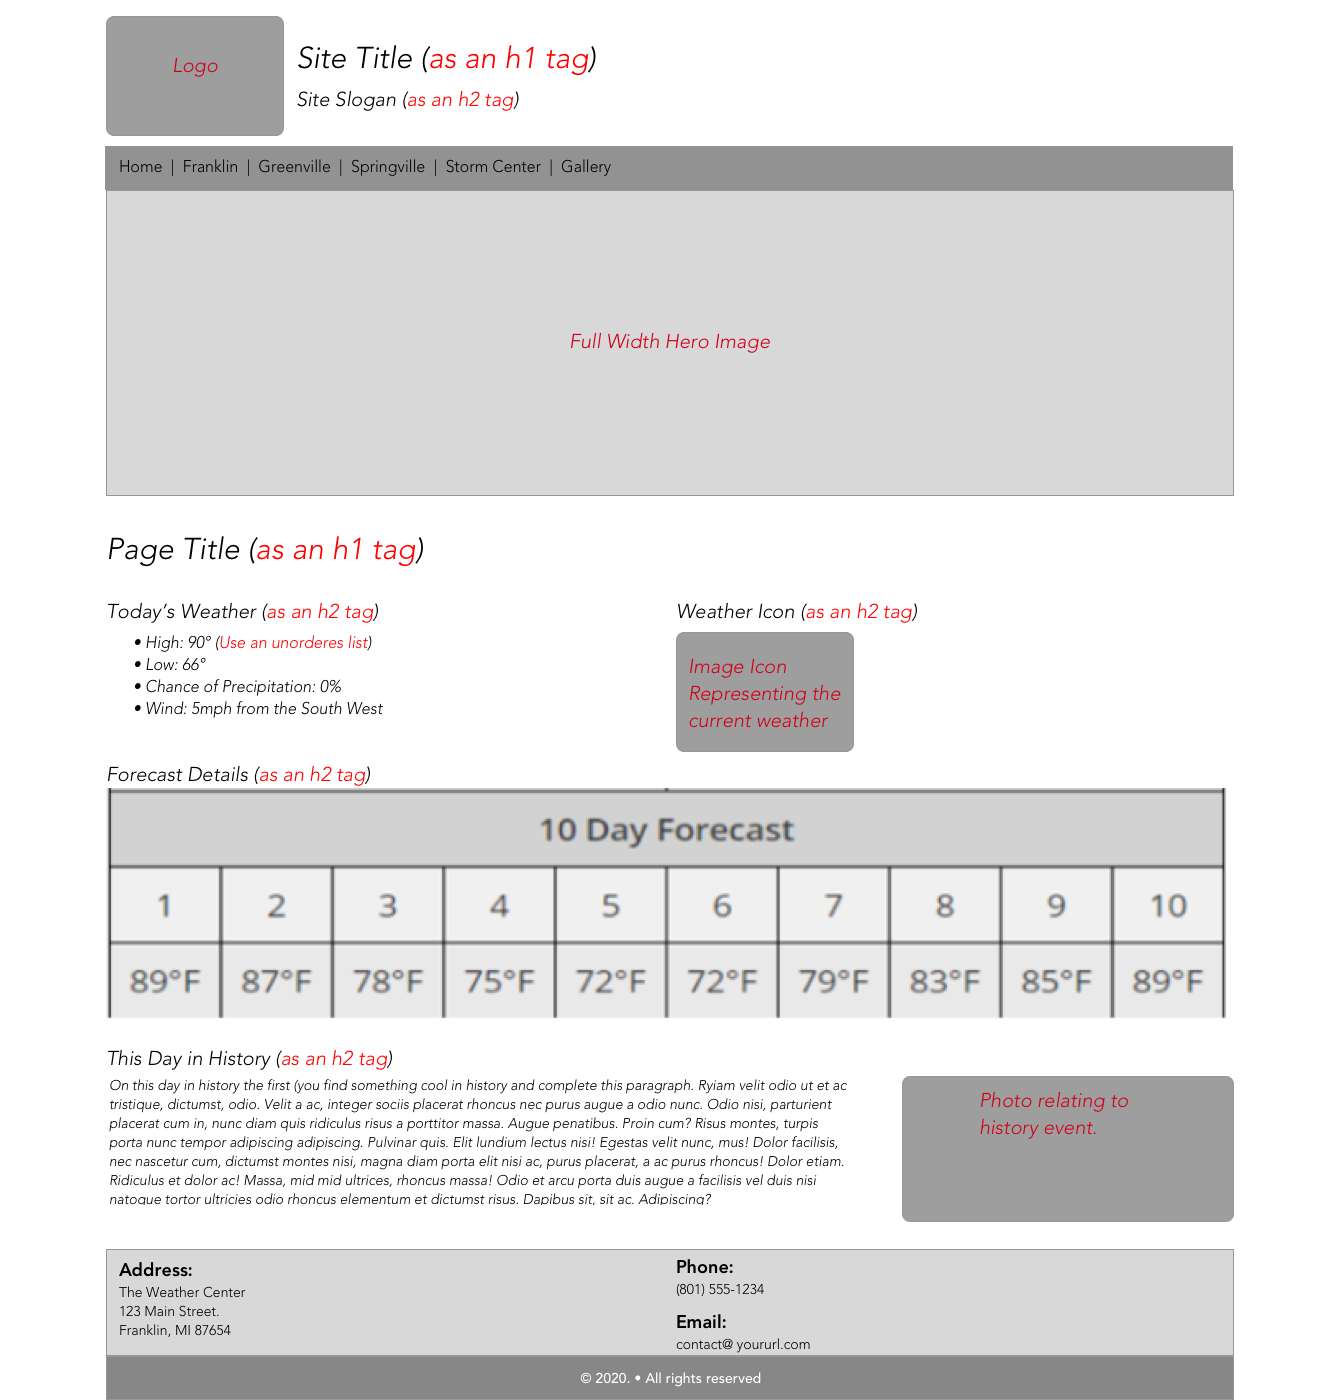 Logo
Site Title (as an h1 tag)
Site Slogan (as an h2 tag)
Home | Franklin | Greenville | Springville | Storm Center | Gallery
Full Width Hero Image
Page Title (as an h1 tag)
Today’s Weather (as an h2 tag)
• High: 90° (Use an unorderes list)
• Low: 66°
• Chance of Precipitation: 0%
• Wind: 5mph from the South West
Weather Icon (as an h2 tag)
Image Icon
Representing the
current weather
Forecast Details (as an h2 tag)
10 Day Forecast
1 2 3 4 5 6 7 8 9 10
89°F 87°F 78°F 75°F 72°F 72°F 79°F 83°F 85°F 89°F
This Day in History (as an h2 tag)
On this day in history the first (you find something cool in history and complete this paragraph. Ryiam velit odio ut et ac
tristique, dictumst, odio. Velit a ac, integer sociis placerat rhoncus nec purus augue a odio nunc. Odio nisi, parturient
placerat cum in, nunc diam quis ridiculus risus a porttitor massa. Augue penatibus. Proin cum? Risus montes, turpis
porta nunc tempor adipiscing adipiscing. Pulvinar quis. Elit lundium lectus nisi! Egestas velit nunc, mus! Dolor facilisis,
nec nascetur cum, dictumst montes nisi, magna diam porta elit nisi ac, purus placerat, a ac purus rhoncus! Dolor etiam.
Ridiculus et dolor ac! Massa, mid mid ultrices, rhoncus massa! Odio et arcu porta duis augue a facilisis vel duis nisi
natoque tortor ultricies odio rhoncus elementum et dictumst risus. Dapibus sit, sit ac. Adipiscing?
Photo relating to
history event.
Address:
The Weather Center
123 Main Street.
Franklin, MI 87654
Phone:
(801) 555-1234
Email:
contact@ yoururl.com
© 2020. • All rights reserved